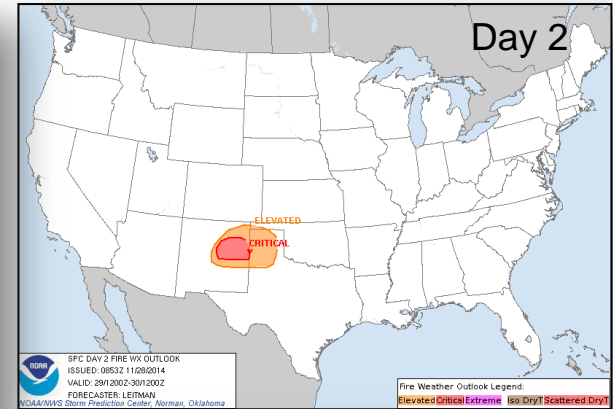 Day 2
ELEVATED
CRITICAL
SPC DAY 2 FIRE WX OUTLOOK
ISSUED: 0853Z 11/28/2014
VALID: 29/1200Z-30/1200Z
FORECASTER: LEITMAN
NOAA/NWS Storm Prediction Center, Norman, Oklahoma
NOAA
Fire Weather Outlook Legend:
Elevated Critical Extreme Iso DryT Scattered DryT